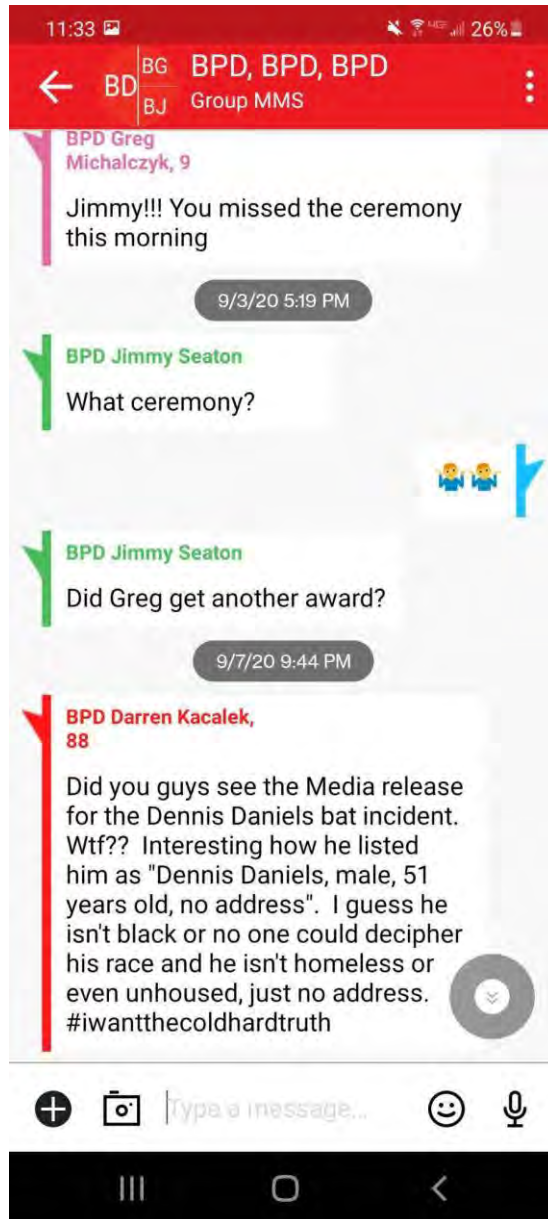 11:33 26%
BD BG BJ BPD, BPD, BPD
Group MMS
BPD Greg
Michalczyk, 9
Jimmy!!! You missed the ceremony
this morning
9/3/20 5:19 PM
BPD Jimmy Seaton
What ceremony?
🤷‍♂️🤷‍♂️
BPD Jimmy Seaton
Did Greg get another award?
9/7/20 9:44 PM
BPD Darren Kacalek,
88
Did you guys see the Media release
for the Dennis Daniels bat incident.
Wtf?? Interesting how he listed
him as "Dennis Daniels, male, 51
years old, no address". I guess he
isn't black or no one could decipher
his race and he isn't homeless or
even unhoused, just no address.
#iwantthecoldhardtruth
Type a message...